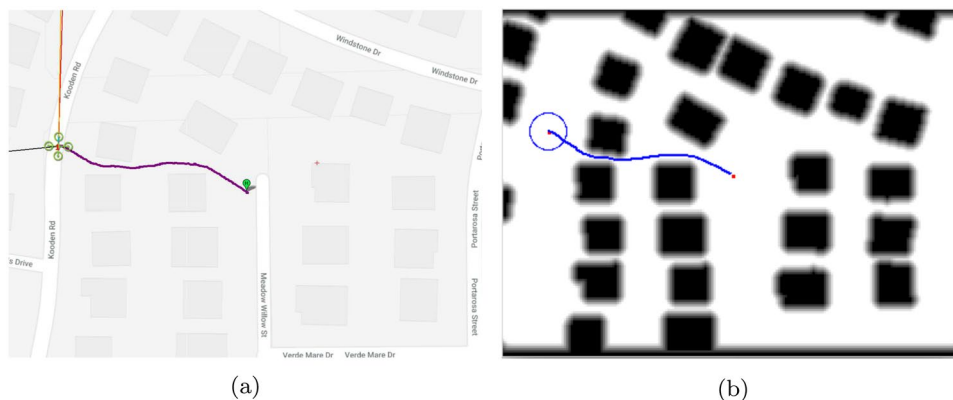 Windstone Dr
Windstone Dr
Kooden Rd
Kooden Rd
's Drive
Portarosa Street
Portarosa Street
Meadow Willow St
Verde Mare Dr
Verde Mare Dr
(a)
(b)